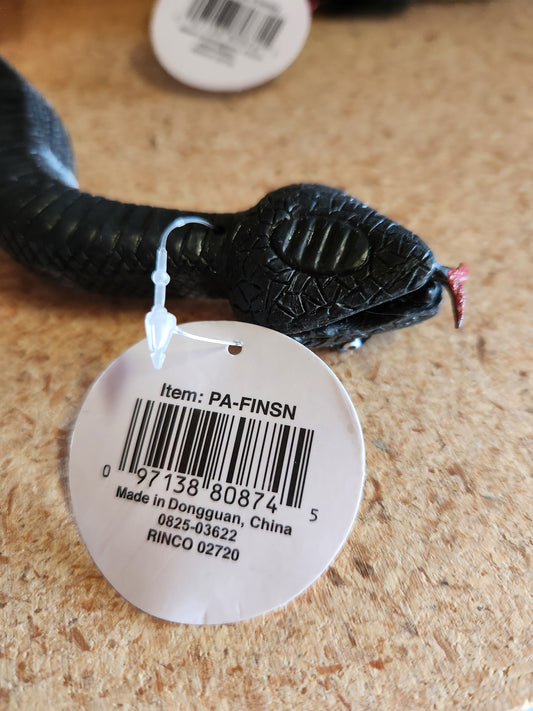 Item: PA-FINSN
0 97138 80874 5
Made in Dongguan, China
0825-03622
RINCO 02720